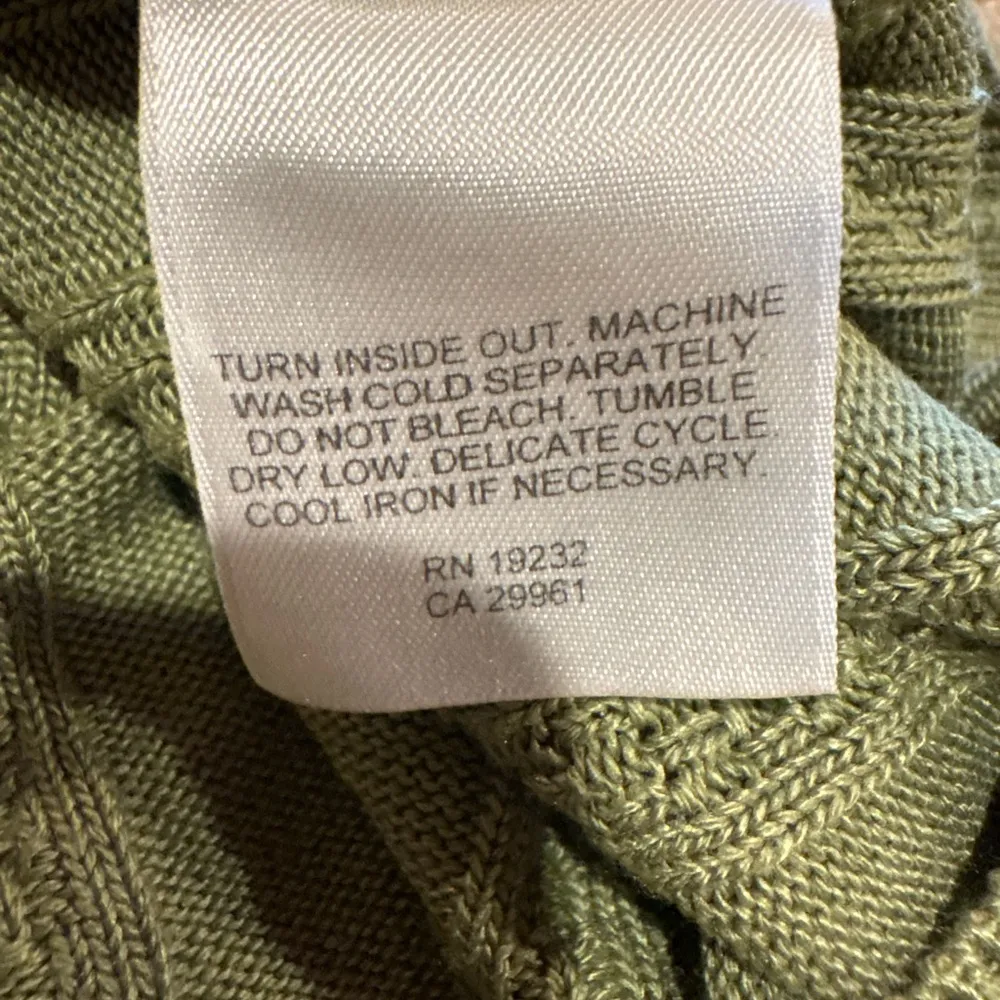 TURN INSIDE OUT. MACHINE
WASH COLD SEPARATELY.
DO NOT BLEACH. TUMBLE
DRY LOW. DELICATE CYCLE.
COOL IRON IF NECESSARY.
RN 19232
CA 29961